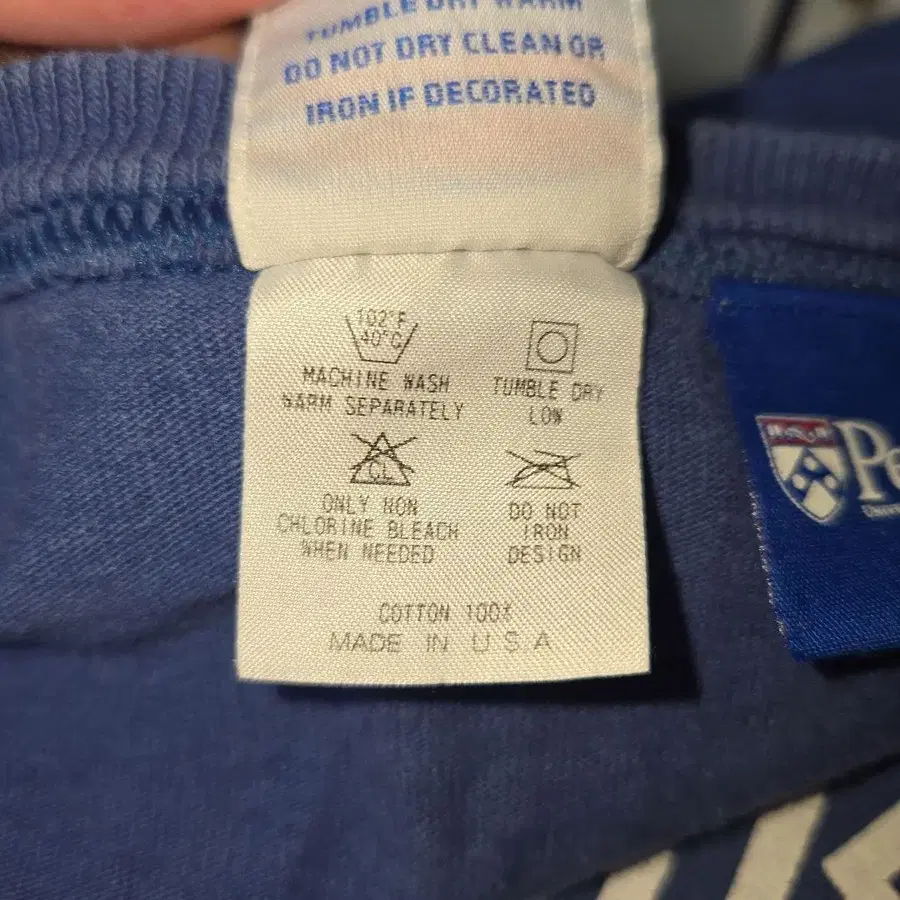 TUMBLE DRY WARM
DO NOT DRY CLEAN OR
IRON IF DECORATED
102°F
40°C
MACHINE WASH
WARM SEPARATELY
TUMBLE DRY
LOW
CL
ONLY NON
CHLORINE BLEACH
WHEN NEEDED
DO NOT
IRON
DESIGN
COTTON 100%
MADE IN U.S.A
Pe